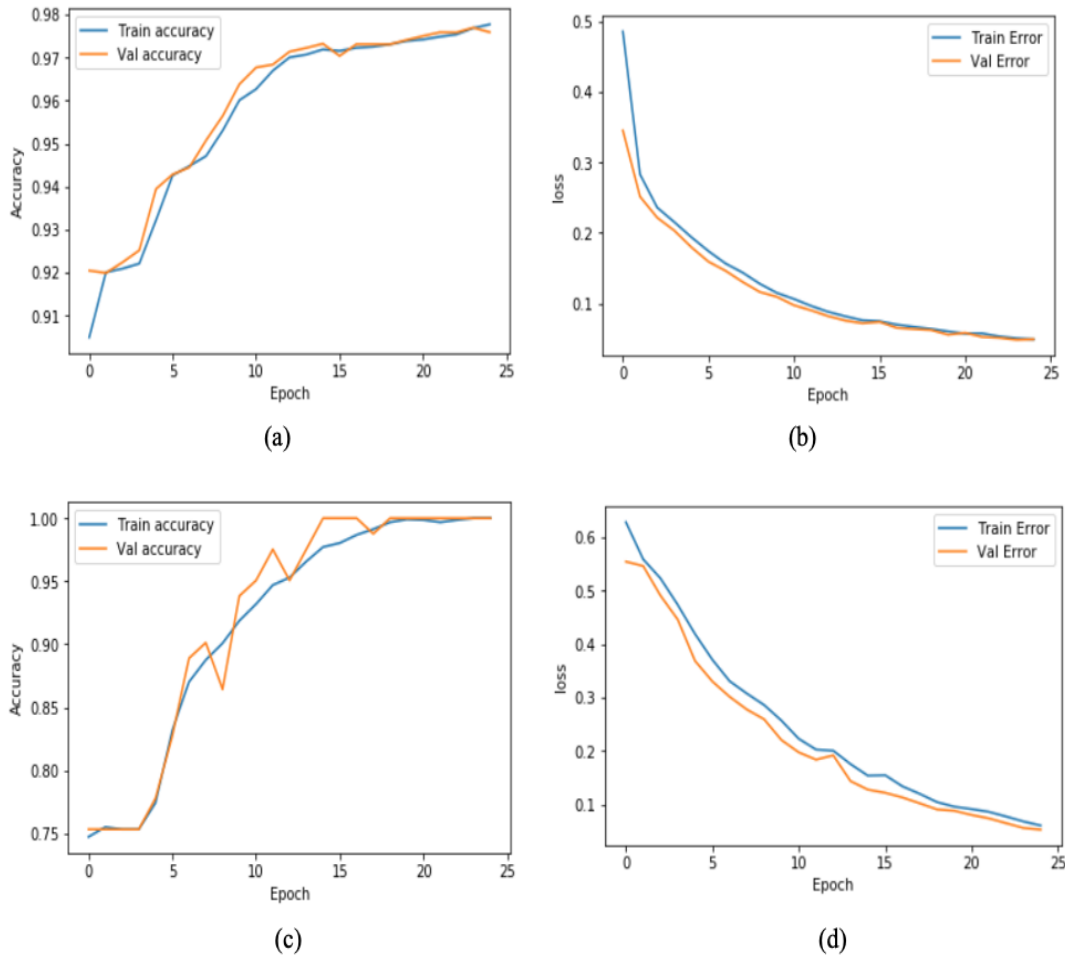 0.98
0.97
0.96
0.95
0.94
0.93
0.92
0.91
Accuracy
Train accuracy
Val accuracy
0 5 10 15 20 25
Epoch
(a)
0.5
0.4
0.3
0.2
0.1
loss
Train Error
Val Error
0 5 10 15 20 25
Epoch
(b)
1.00
0.95
0.90
0.85
0.80
0.75
Accuracy
Train accuracy
Val accuracy
0 5 10 15 20 25
Epoch
(c)
0.6
0.5
0.4
0.3
0.2
0.1
loss
Train Error
Val Error
0 5 10 15 20 25
Epoch
(d)